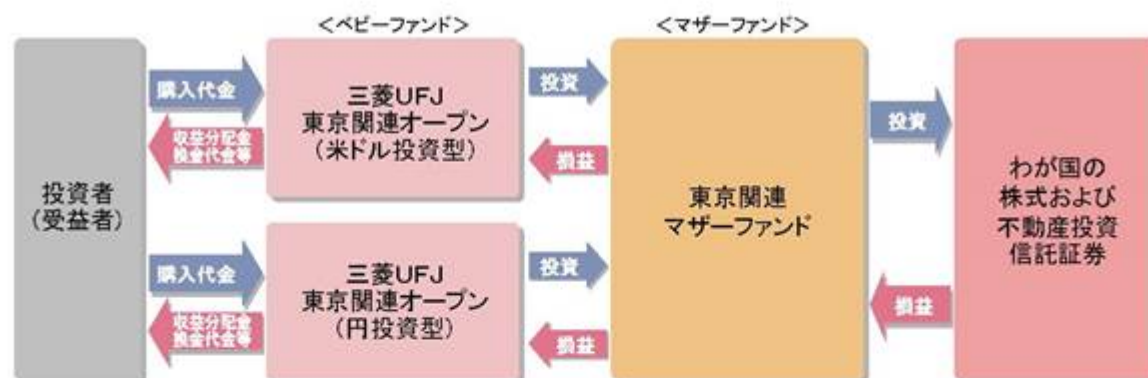 ＜ベビーファンド＞
＜マザーファンド＞
投資者
（受益者）
購入代金
収益分配金
換金代金等
三菱ＵＦＪ
東京関連オープン
（米ドル投資型）
投資
損益
購入代金
収益分配金
換金代金等
三菱ＵＦＪ
東京関連オープン
（円投資型）
投資
損益
東京関連
マザーファンド
投資
損益
わが国の
株式および
不動産投資
信託証券